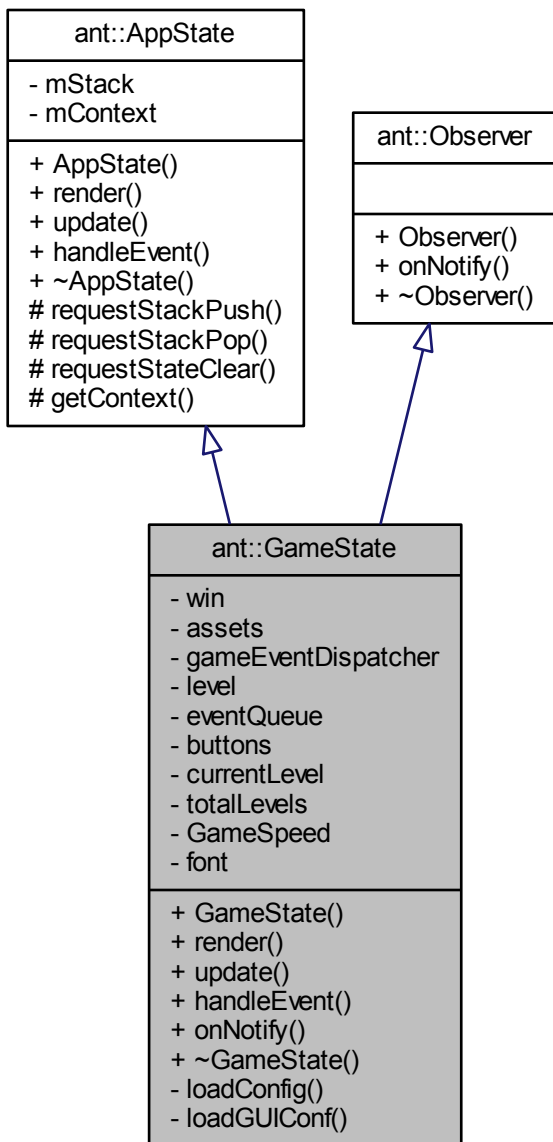 ant::AppState
- mStack
- mContext
+ AppState()
+ render()
+ update()
+ handleEvent()
+ ~AppState()
# requestStackPush()
# requestStackPop()
# requestStateClear()
# getContext()
ant::Observer
+ Observer()
+ onNotify()
+ ~Observer()
ant::GameState
- win
- assets
- gameEventDispatcher
- level
- eventQueue
- buttons
- currentLevel
- totalLevels
- GameSpeed
- font
+ GameState()
+ render()
+ update()
+ handleEvent()
+ onNotify()
+ ~GameState()
- loadConfig()
- loadGUIConf()